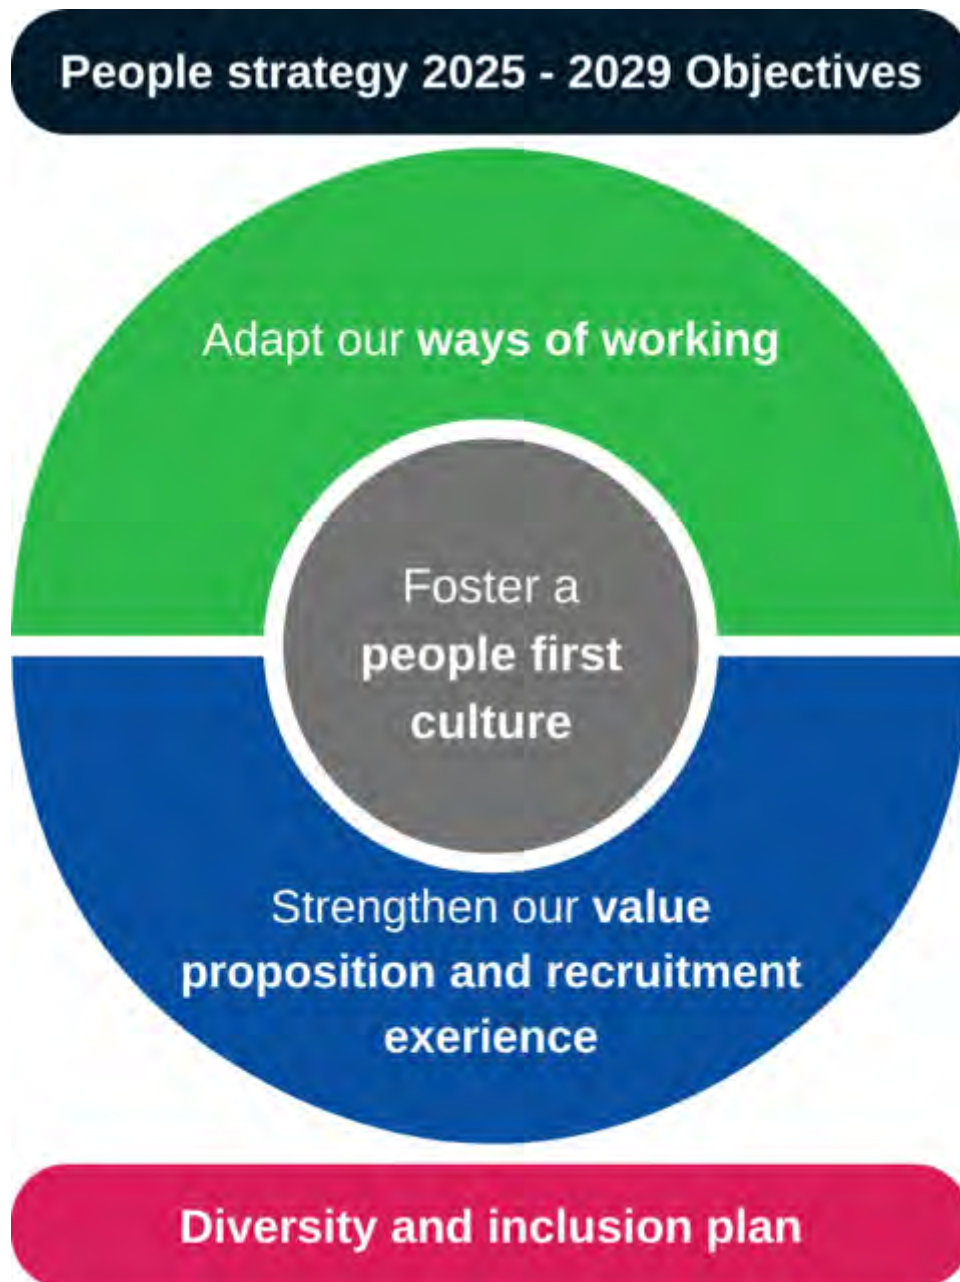 People strategy 2025 - 2029 Objectives
Adapt our ways of working
Foster a
people first
culture
Strengthen our value
proposition and recruitment
exerience
Diversity and inclusion plan